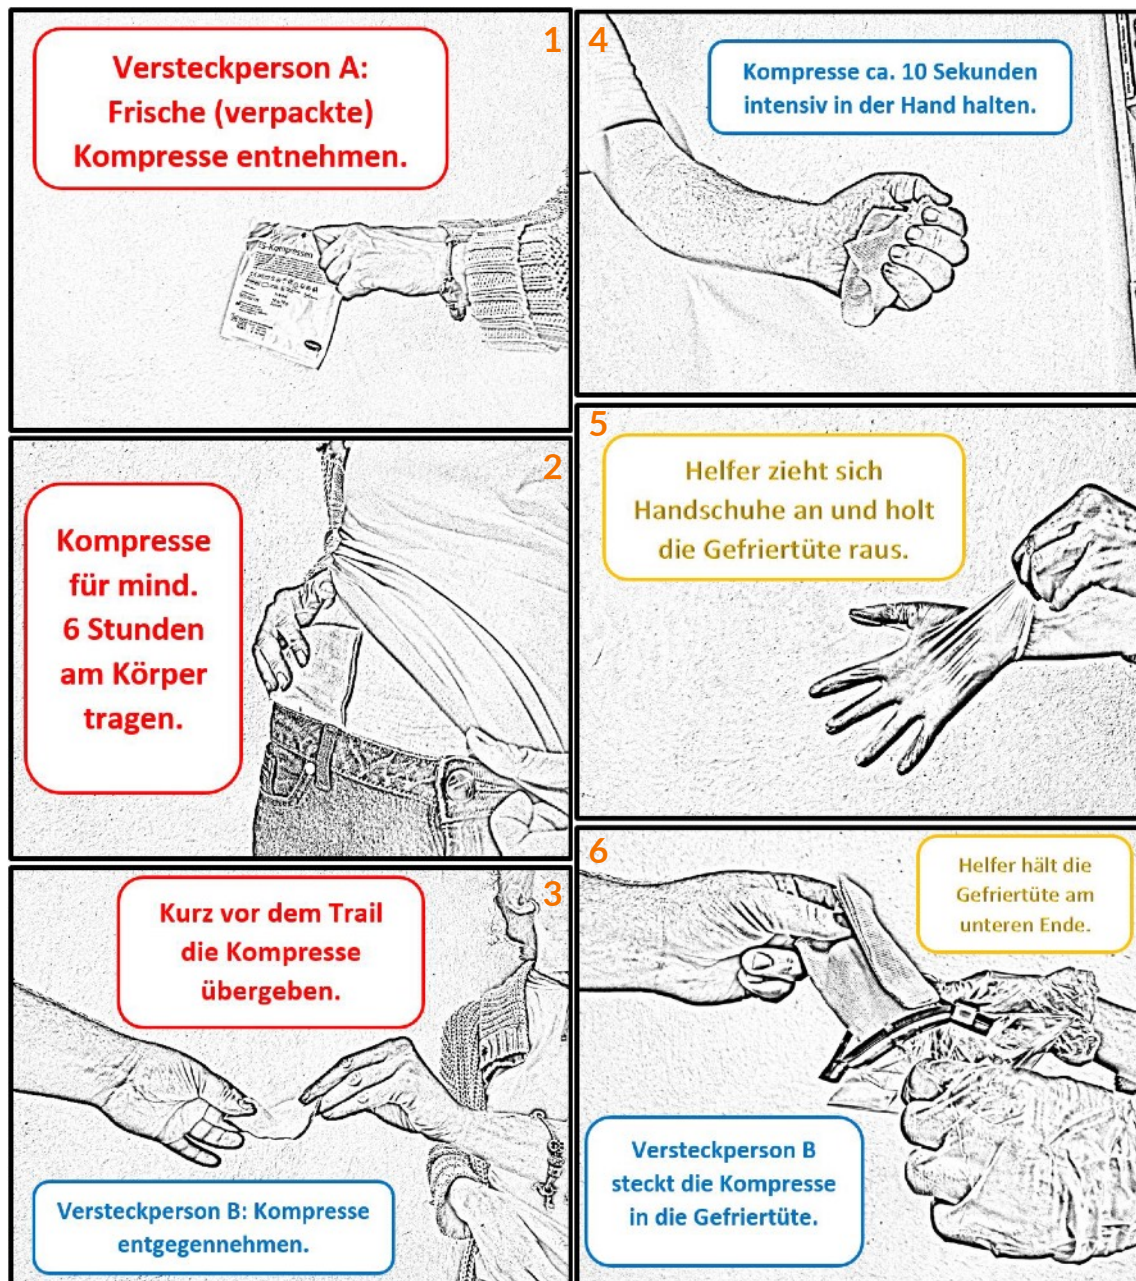 1
Versteckperson A:
Frische (verpackte)
Kompresse entnehmen.
ES-Kompressen
2
Kompresse
für mind.
6 Stunden
am Körper
tragen.
3
Kurz vor dem Trail
die Kompresse
übergeben.
Versteckperson B: Kompresse
entgegennehmen.
4
Kompresse ca. 10 Sekunden
intensiv in der Hand halten.
5
Helfer zieht sich
Handschuhe an und holt
die Gefriertüte raus.
6
Helfer hält die
Gefriertüte am
unteren Ende.
Versteckperson B
steckt die Kompresse
in die Gefriertüte.